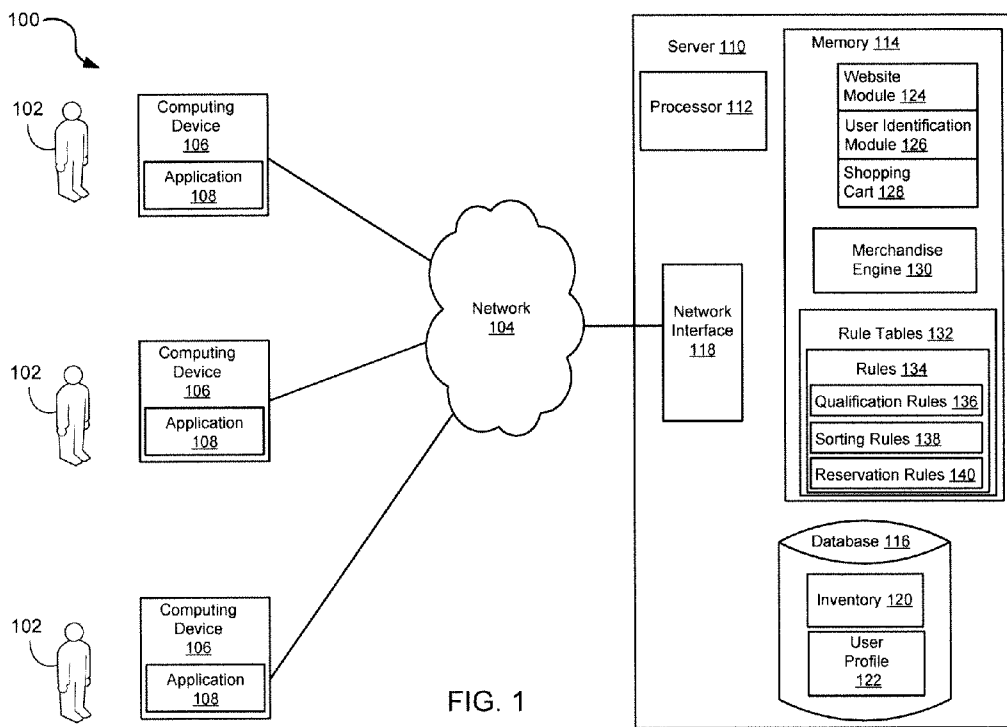 100
102
Computing
Device
106
Application
108
102
Computing
Device
106
Application
108
102
Computing
Device
106
Application
108
Network
104
Server 110
Processor 112
Network
Interface
118
Memory 114
Website
Module 124
User Identification
Module 126
Shopping
Cart 128
Merchandise
Engine 130
Rule Tables 132
Rules 134
Qualification Rules 136
Sorting Rules 138
Reservation Rules 140
Database 116
Inventory 120
User
Profile
122
FIG. 1